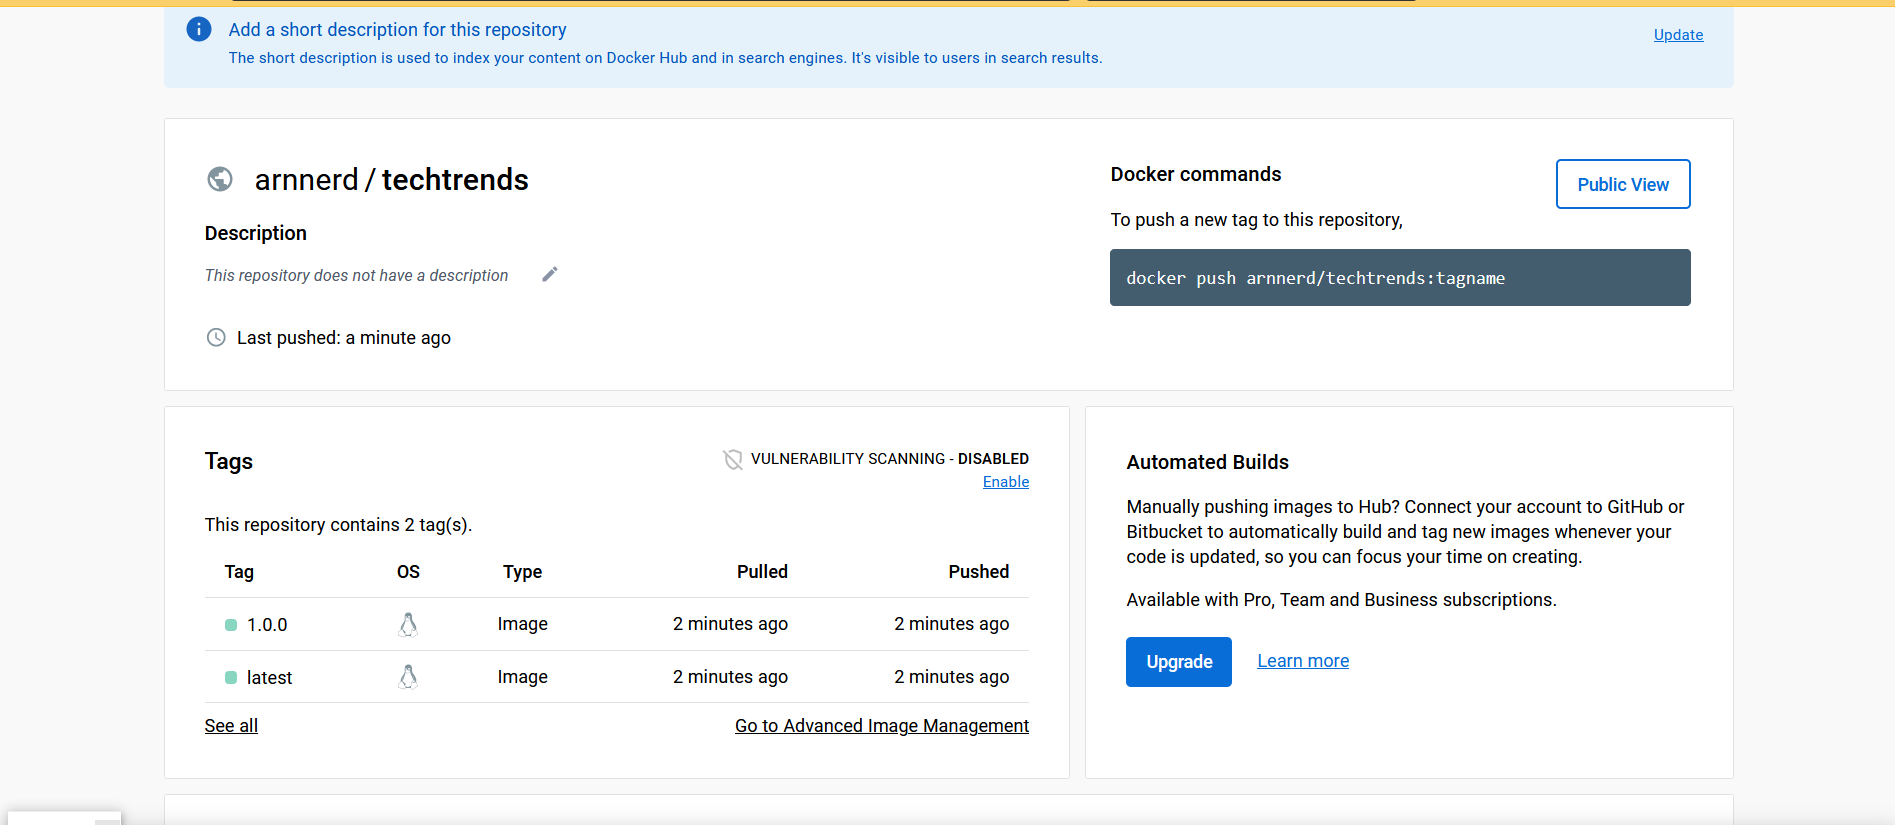 Add a short description for this repository
Update
The short description is used to index your content on Docker Hub and in search engines. It's visible to users in search results.
arnnerd / techtrends
Description
This repository does not have a description
Last pushed: a minute ago
Docker commands
Public View
To push a new tag to this repository,
docker push arnnerd/techtrends:tagname
Tags
VULNERABILITY SCANNING - DISABLED
Enable
This repository contains 2 tag(s).
Tag OS Type Pulled Pushed
1.0.0 Image 2 minutes ago 2 minutes ago
latest Image 2 minutes ago 2 minutes ago
See all Go to Advanced Image Management
Automated Builds
Manually pushing images to Hub? Connect your account to GitHub or
Bitbucket to automatically build and tag new images whenever your
code is updated, so you can focus your time on creating.
Available with Pro, Team and Business subscriptions.
Upgrade Learn more